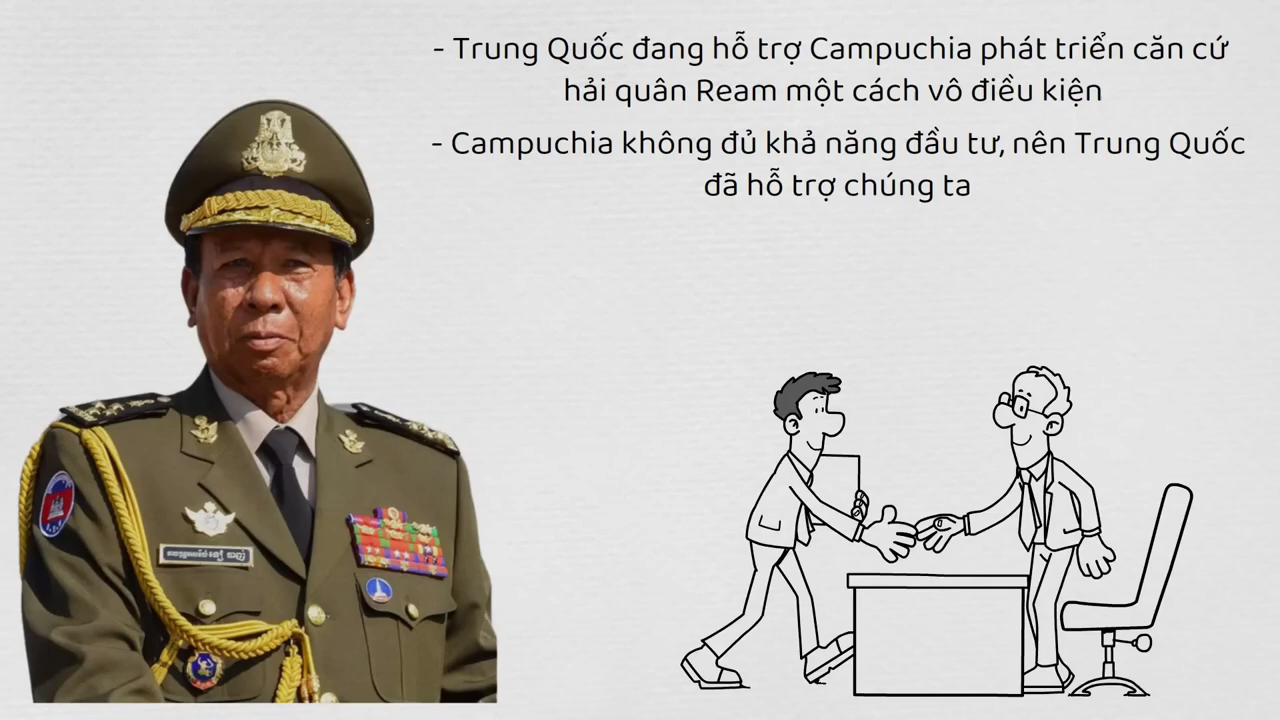 - Trung Quốc đang hỗ trợ Campuchia phát triển căn cứ
hải quân Ream một cách vô điều kiện
- Campuchia không đủ khả năng đầu tư, nên Trung Quốc
đã hỗ trợ chúng ta